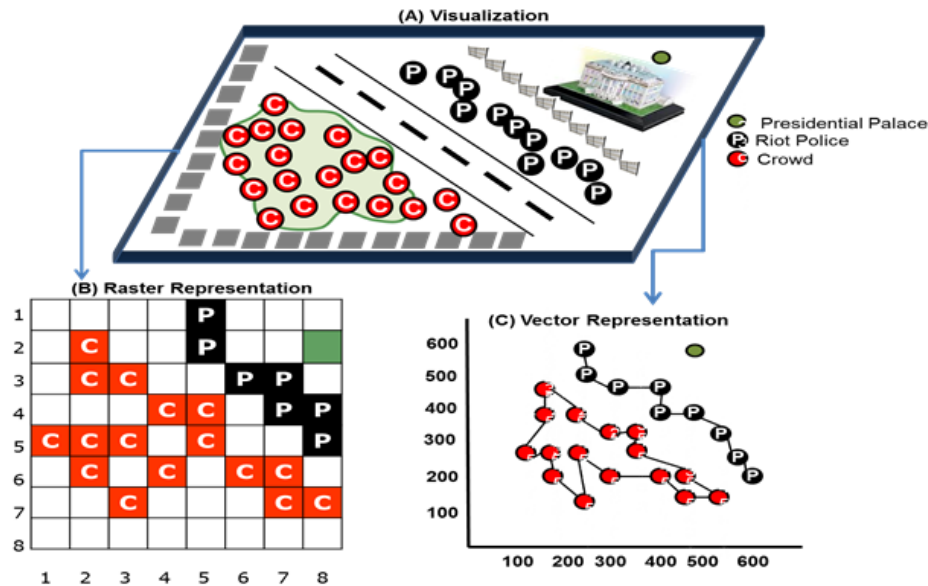 (A) Visualization
P P P P P P P P P P P P
C C C C C C C C C C C C C C C C C C C C
Presidential Palace
P Riot Police
C Crowd
(B) Raster Representation
1 P
2 C P
3 C C P P
4 C C P P
5 C C C C P
6 C C C C
7 C C C
8
1 2 3 4 5 6 7 8
(C) Vector Representation
600 P
500 P P P
400 P P
300 P
200 P P
100
100 200 300 400 500 600